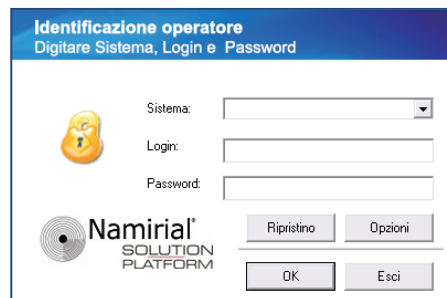 Identificazione operatore
Digitare Sistema, Login e Password
Sistema:
Login:
Password:
Namirial®
SOLUTION
PLATFORM
Ripristino Opzioni
OK Esci